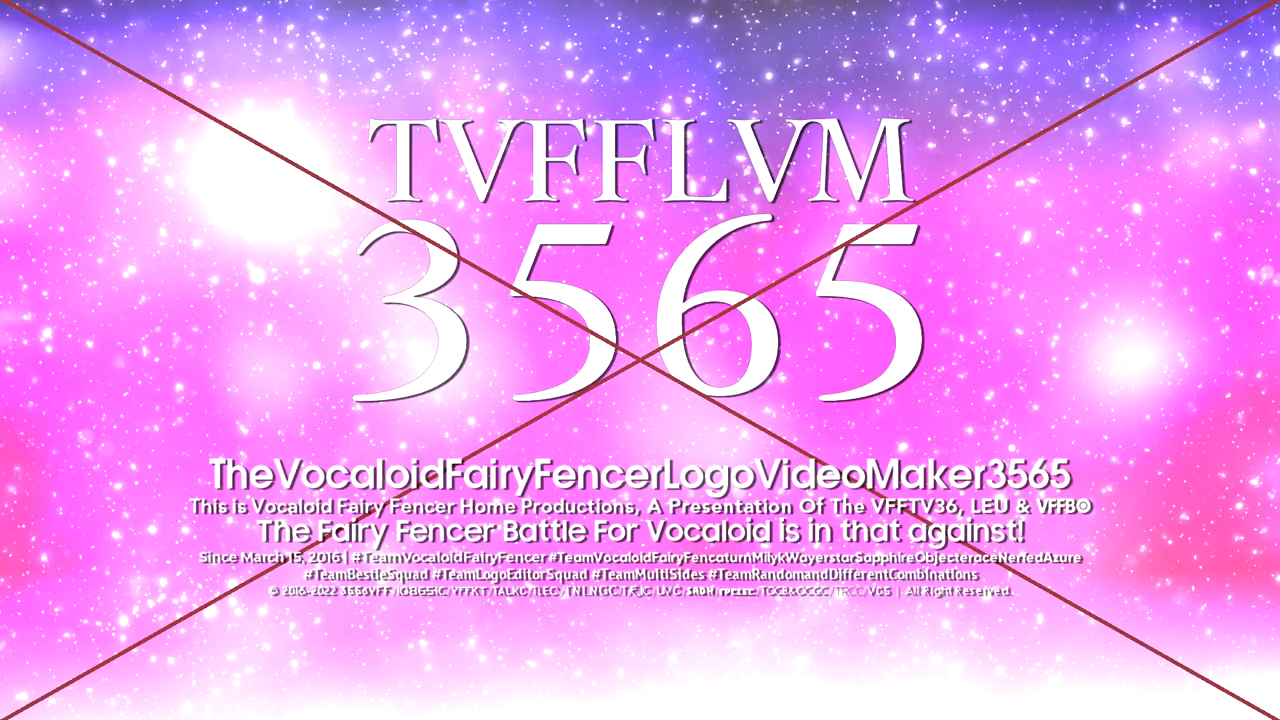 TVFFLVM
3565
TheVocaloidFairyFencerLogoVideoMaker3565
This is Vocaloid Fairy Fencer Home Productions, A Presentation Of The VFFTV36, LEU & VFFB®
The Fairy Fencer Battle For Vocaloid is in that against!
Since March 15, 2016| #TeamVocaloidFairyFencer
#TeamBestieSquad #TeamLogoEditorSquad #TeamMultiSides #TeamRandomandDifferentCombinations
© 2016-2022 | All Right Reserved.